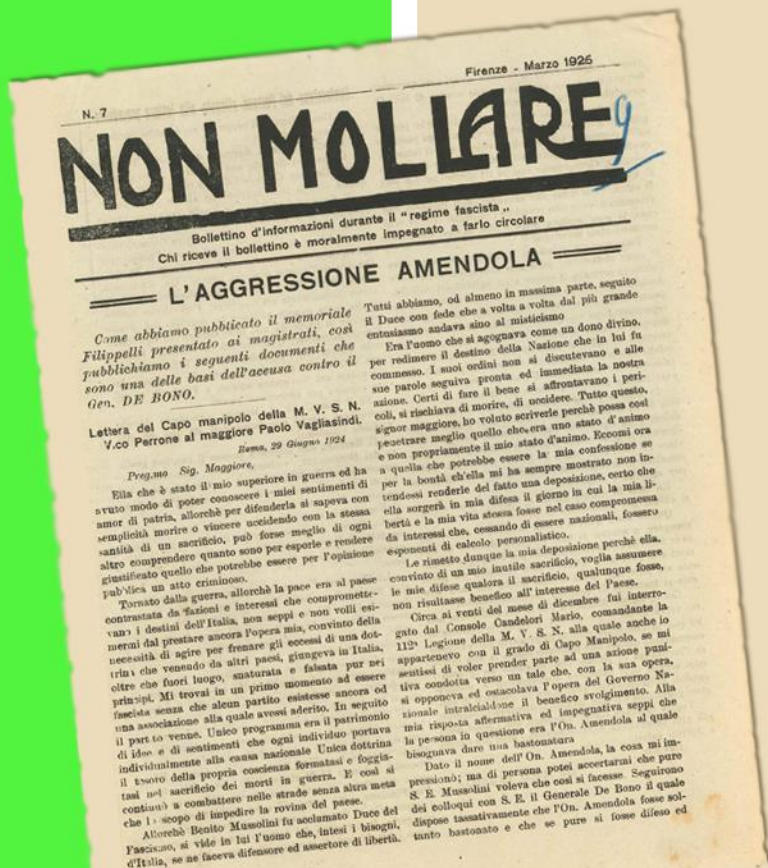 Firenze - Marzo 1925
N. 7
NON MOLLARE
9
Bollettino d'informazioni durante il "regime fascista „
Chi riceve il bollettino è moralmente impegnato a farlo circolare
L'AGGRESSIONE AMENDOLA
Come abbiamo pubblicato il memoriale
Filippelli presentato ai magistrati, così
pubblichiamo i seguenti documenti che
sono una delle basi dell'accusa contro il
Gen. DE BONO.
Lettera del Capo manipolo della M. V. S. N.
V.co Perrone al maggiore Paolo Vagliasindi.
Roma, 29 Giugno 1924
Preg.mo Sig. Maggiore,
Ella che è stato il mio superiore in guerra ed ha
avuto modo di poter conoscere i miei sentimenti di
amor di patria, allorchè per difenderla si sapeva con
semplicità morire o vincere uccidendo con la stessa
santità di un sacrificio, può forse meglio di ogni
altro comprendere quanto sono per esporle e rendere
giustificato quello che potrebbe essere per l'opinione
pubblica un atto criminoso.
Tornato dalla guerra, allorchè la pace era al paese
contrastata da fazioni e interessi che compromette-
vano i destini dell'Italia, non seppi e non volli esi-
mermi dal prestare ancora l'opera mia, convinto della
necessità di agire per frenare gli eccessi di una dot-
trina che venendo da altri paesi, giungeva in Italia,
oltre che fuori luogo, snaturata e falsata pur nei
principi. Mi trovai in un primo momento ad essere
fascista senza che alcun partito esistesse ancora od
una associazione alla quale avessi aderito. In seguito
il partito venne. Unico programma era il patrimonio
di idee e di sentimenti che ogni individuo portava
individualmente alla causa nazionale Unica dottrina
il tesoro della propria coscienza formatasi e foggia-
tasi nel sacrificio dei morti in guerra. E così si
continuò a combattere nelle strade senza altra meta
che lo scopo di impedire la rovina del paese.
Allorchè Benito Mussolini fu acclamato Duce del
Fascismo, si vide in lui l'uomo che, intesi i bisogni,
d'Italia, se ne faceva difensore ed assertore di libertà.
Tutti abbiamo, od almeno in massima parte, seguito
il Duce con fede che a volta a volta dal più grande
entusiasmo andava sino al misticismo
Era l'uomo che si agognava come un dono divino,
per redimere il destino della Nazione che in lui fu
commesso. I suoi ordini non si discutevano e alle
sue parole seguiva pronta ed immediata la nostra
azione. Certi di fare il bene si affrontavano i peri-
coli, si rischiava di morire, di uccidere. Tutto questo,
signor maggiore, ho voluto scriverle perchè possa così
penetrare meglio quello che era uno stato d'animo
e non propriamente il mio stato d'animo. Eccomi ora
a quella che potrebbe essere la mia confessione se
per la bontà ch'ella mi ha sempre mostrato non in-
tendessi renderle del fatto una deposizione, certo che
ella sorgerà in mia difesa il giorno in cui la mia li-
bertà e la mia vita stessa fosse nel caso compromessa
da interessi che, cessando di essere nazionali, fossero
esponenti di calcolo personalistico.
Le rimetto dunque la mia deposizione perchè ella,
convinto di un mio inutile sacrificio, voglia assumere
le mie difese qualora il sacrificio, qualunque fosse,
non risultasse benefico all'interesse del Paese.
Circa ai venti del mese di dicembre fui interro-
gato dal Console Candelori Mario, comandante la
112ª Legione della M. V. S. N. alla quale anche io
appartenevo con il grado di Capo Manipolo, se mi
sentissi di voler prender parte ad una azione puni-
tiva condotta verso un tale che, con la sua opera,
si opponeva ed ostacolava l'opera del Governo Na-
zionale intralciandone il benefico svolgimento. Alla
mia risposta affermativa ed impegnativa seppi che
la persona in questione era l'On. Amendola al quale
bisognava dare una bastonatura
Dato il nome dell'On. Amendola, la cosa mi im-
pressionò; ma di persona potei accertarmi che pure
S. E. Mussolini voleva che così si facesse. Seguirono
dei colloqui con S. E. il Generale De Bono il quale
dispose tassativamente che l'On. Amendola fosse sol-
tanto bastonato e che se pure si fosse difeso ed